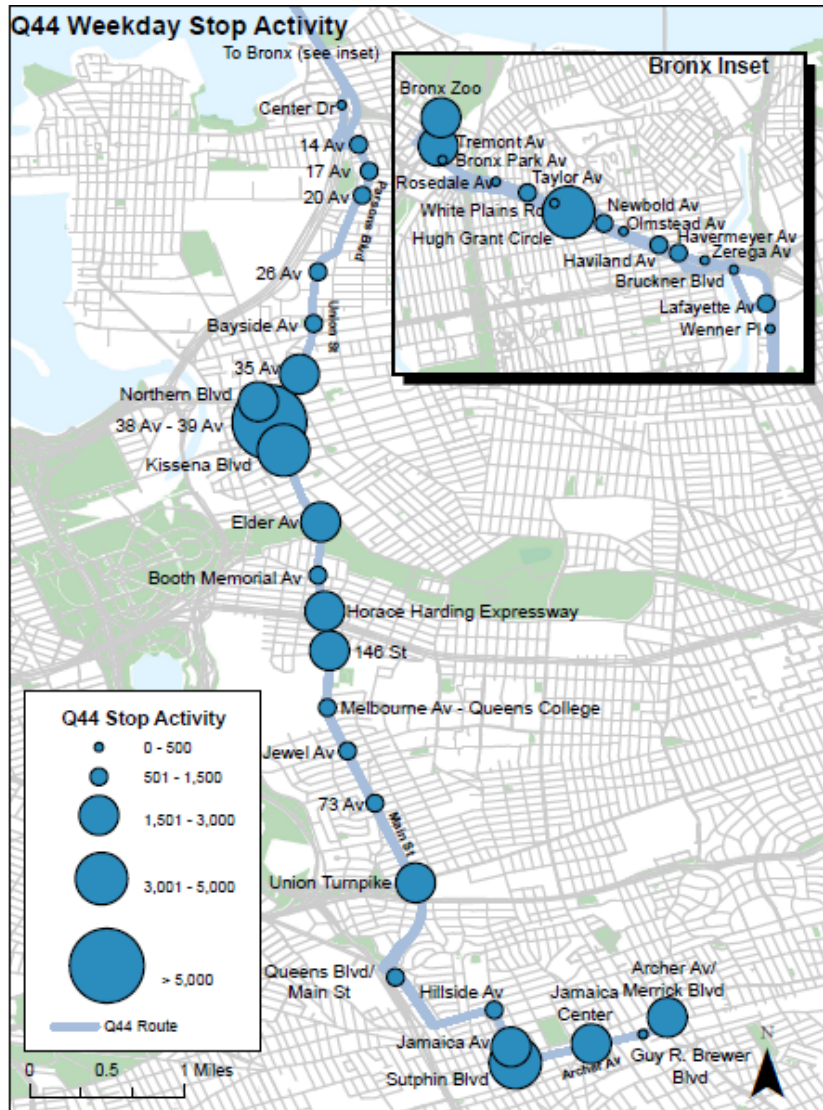 Q44 Weekday Stop Activity
To Bronx (see inset)
Center Dr
14 Av
17 Av
20 Av
Parsons Blvd
26 Av
Union St
Bayside Av
35 Av
Northern Blvd
38 Av - 39 Av
Kissena Blvd
Elder Av
Booth Memorial Av
Horace Harding Expressway
146 St
Melbourne Av - Queens College
Jewel Av
73 Av
Main St
Union Turnpike
Queens Blvd/
Main St
Hillside Av
Jamaica Av
Sutphin Blvd
Jamaica
Center
Archer Av
Archer Av/
Merrick Blvd
Guy R. Brewer
Blvd
N
Bronx Inset
Bronx Zoo
Tremont Av
Bronx Park Av
Rosedale Av
Taylor Av
White Plains Rd
Hugh Grant Circle
Newbold Av
Olmstead Av
Haviland Av
Havermeyer Av
Zerega Av
Bruckner Blvd
Lafayette Av
Wenner Pl
Q44 Stop Activity
0 - 500
501 - 1,500
1,501 - 3,000
3,001 - 5,000
> 5,000
Q44 Route
0 0.5 1 Miles